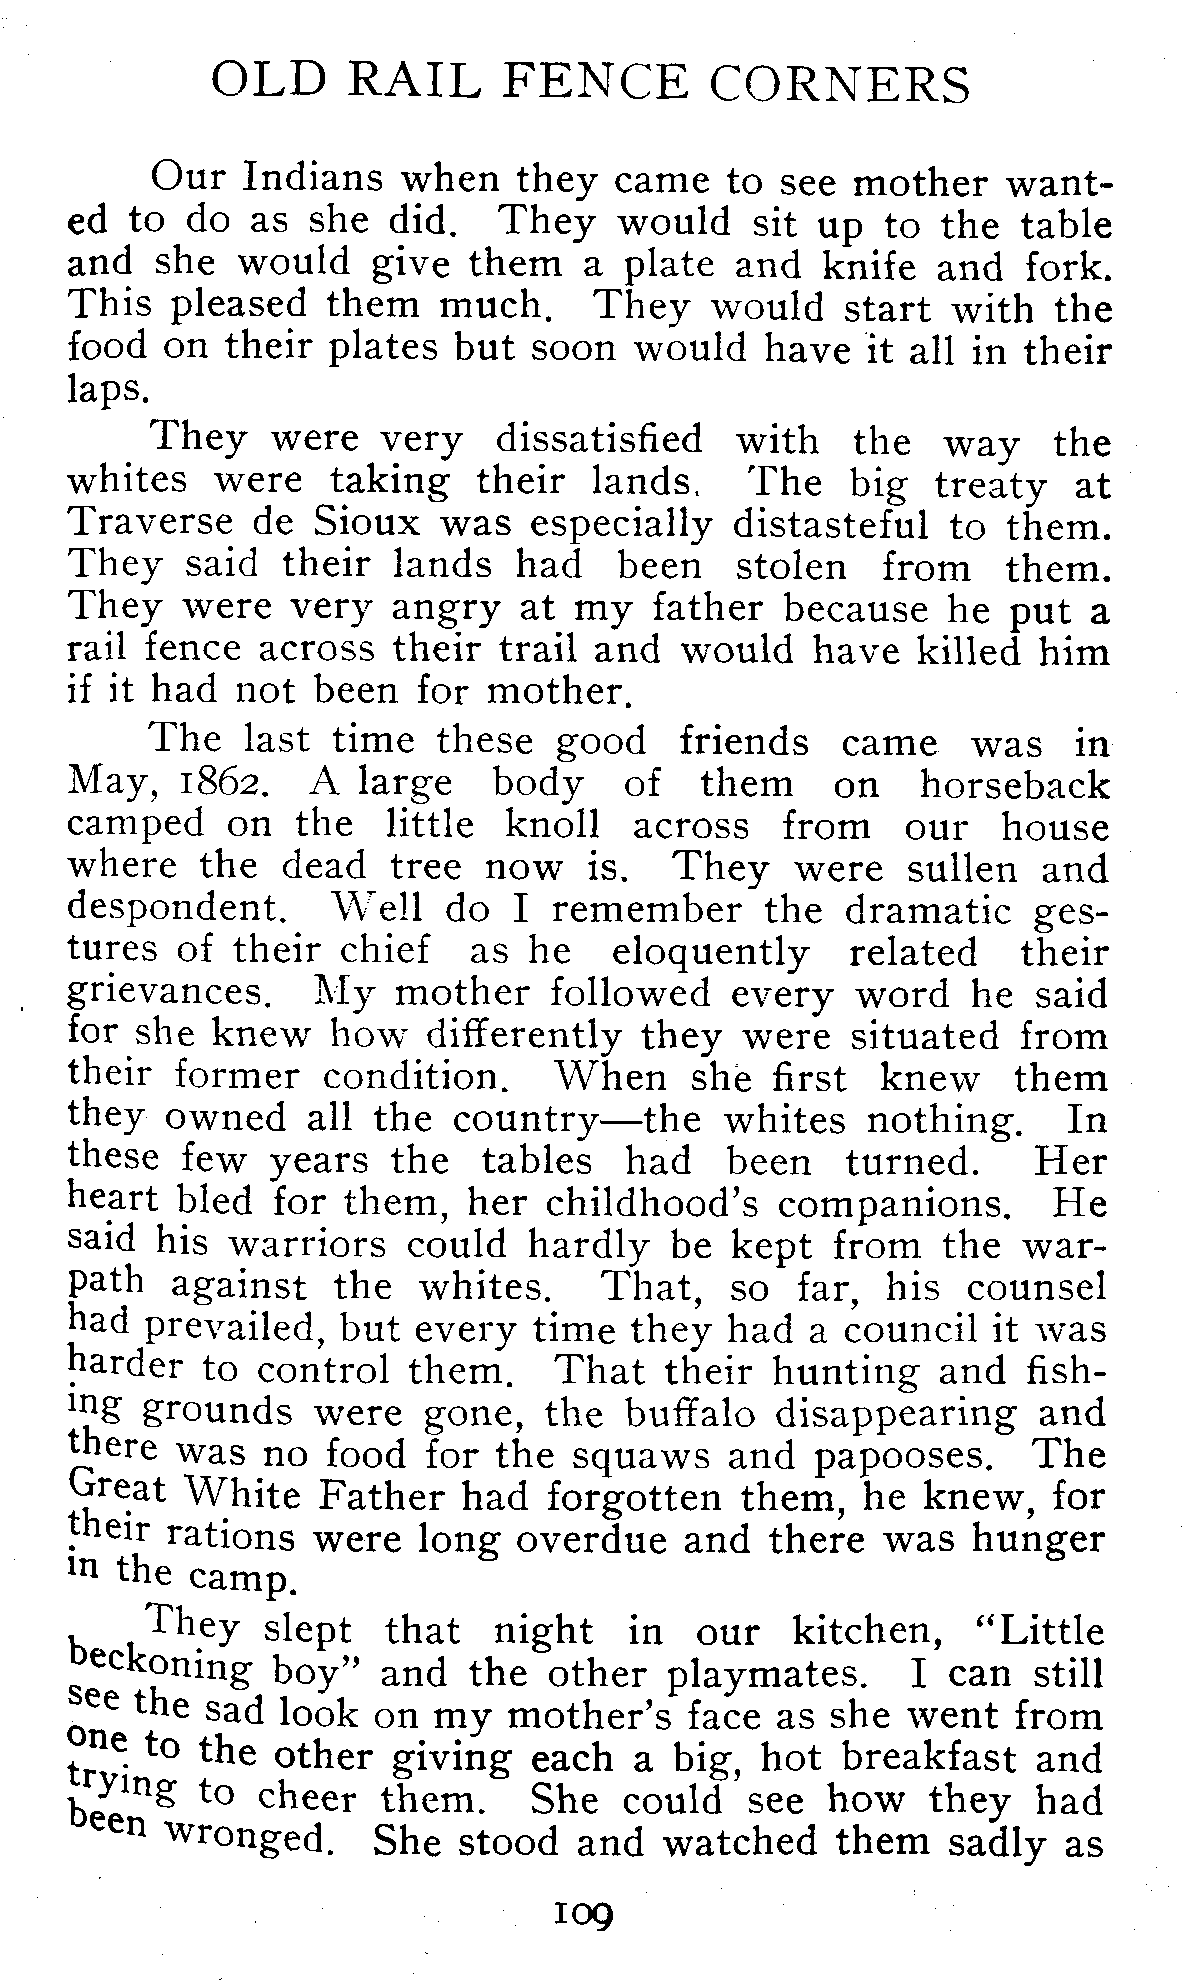 OLD RAIL FENCE CORNERS
Our Indians when they came to see mother want-
ed to do as she did. They would sit up to the table
and she would give them a plate and knife and fork.
This pleased them much. They would start with the
food on their plates but soon would have it all in their
laps.
They were very dissatisfied with the way the
whites were taking their lands. The big treaty at
Traverse de Sioux was especially distasteful to them.
They said their lands had been stolen from them.
They were very angry at my father because he put a
rail fence across their trail and would have killed him
if it had not been for mother.
The last time these good friends came was in
May, 1862. A large body of them on horseback
camped on the little knoll across from our house
where the dead tree now is. They were sullen and
despondent. Well do I remember the dramatic ges-
tures of their chief as he eloquently related their
grievances. My mother followed every word he said
for she knew how differently they were situated from
their former condition. When she first knew them
they owned all the country—the whites nothing. In
these few years the tables had been turned. Her
heart bled for them, her childhood's companions. He
said his warriors could hardly be kept from the war-
path against the whites. That, so far, his counsel
had prevailed, but every time they had a council it was
harder to control them. That their hunting and fish-
ing grounds were gone, the buffalo disappearing and
there was no food for the squaws and papooses. The
Great White Father had forgotten them, he knew, for
their rations were long overdue and there was hunger
in the camp.
They slept that night in our kitchen, "Little
beckoning boy" and the other playmates. I can still
see the sad look on my mother's face as she went from
one to the other giving each a big, hot breakfast and
trying to cheer them. She could see how they had
been wronged. She stood and watched them sadly as
109